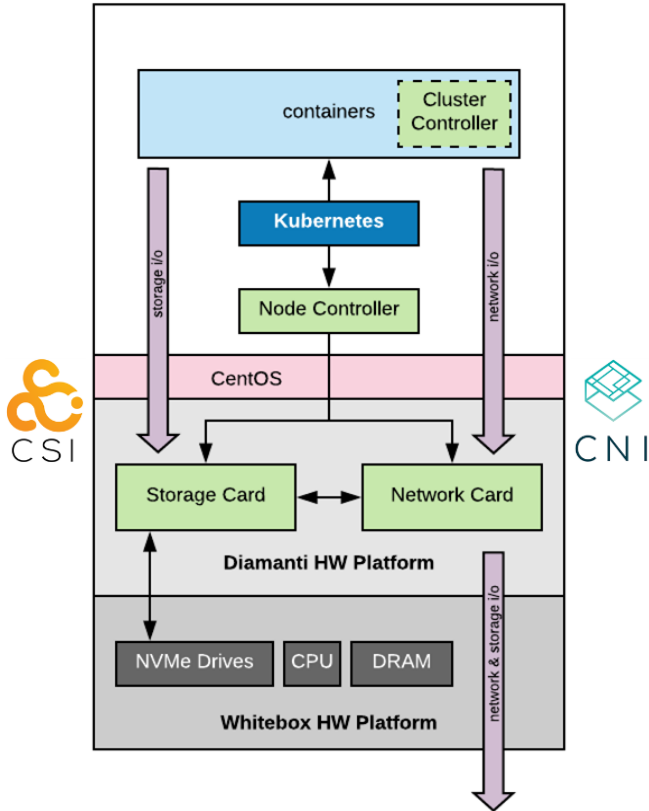 containers
Cluster
Controller
Kubernetes
storage i/o
network i/o
Node Controller
CentOS
CSI
CNI
Storage Card
Network Card
Diamanti HW Platform
network & storage i/o
NVMe Drives
CPU
DRAM
Whitebox HW Platform